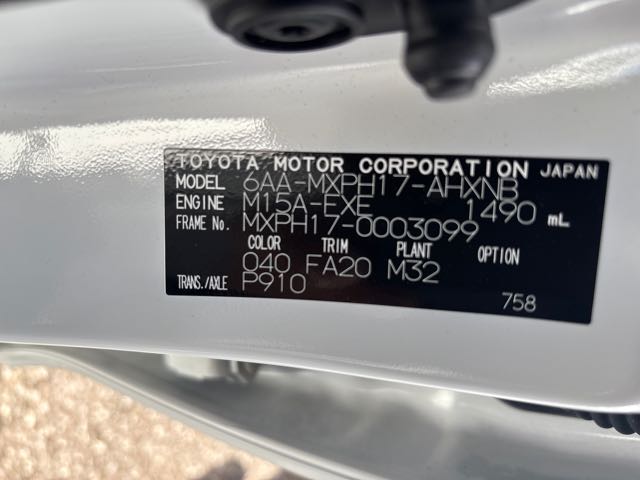 TOYOTA MOTOR CORPORATION JAPAN
MODEL 6AA-MXPH17-AHXNB
ENGINE M15A-FXE 1490 mL
FRAME No. MXPH17-0003099
COLOR TRIM PLANT OPTION
040 FA20 M32
TRANS./AXLE P910
758